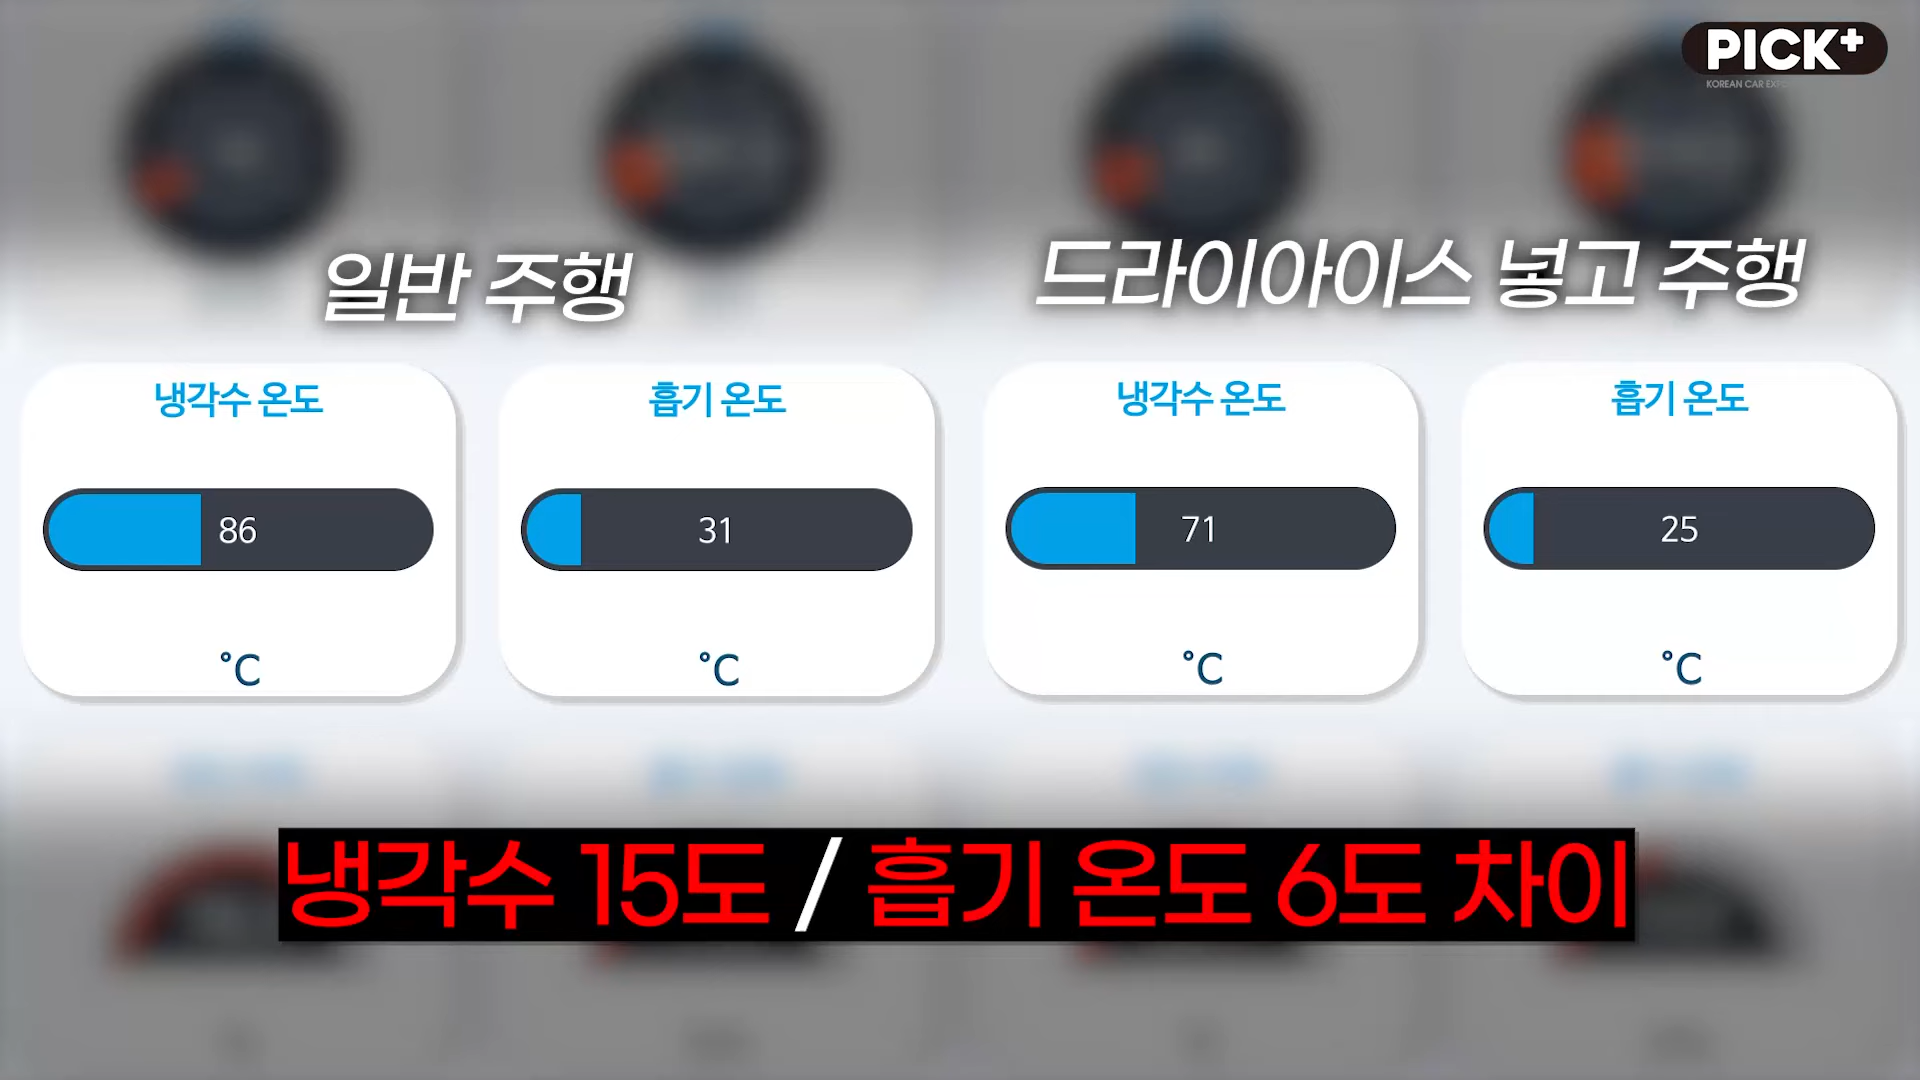 PICK+
KOREAN CAR
일반 주행
드라이아이스 넣고 주행
냉각수 온도
흡기 온도
냉각수 온도
흡기 온도
86
31
71
25
°C
°C
°C
°C
냉각수 15도 / 흡기 온도 6도 차이